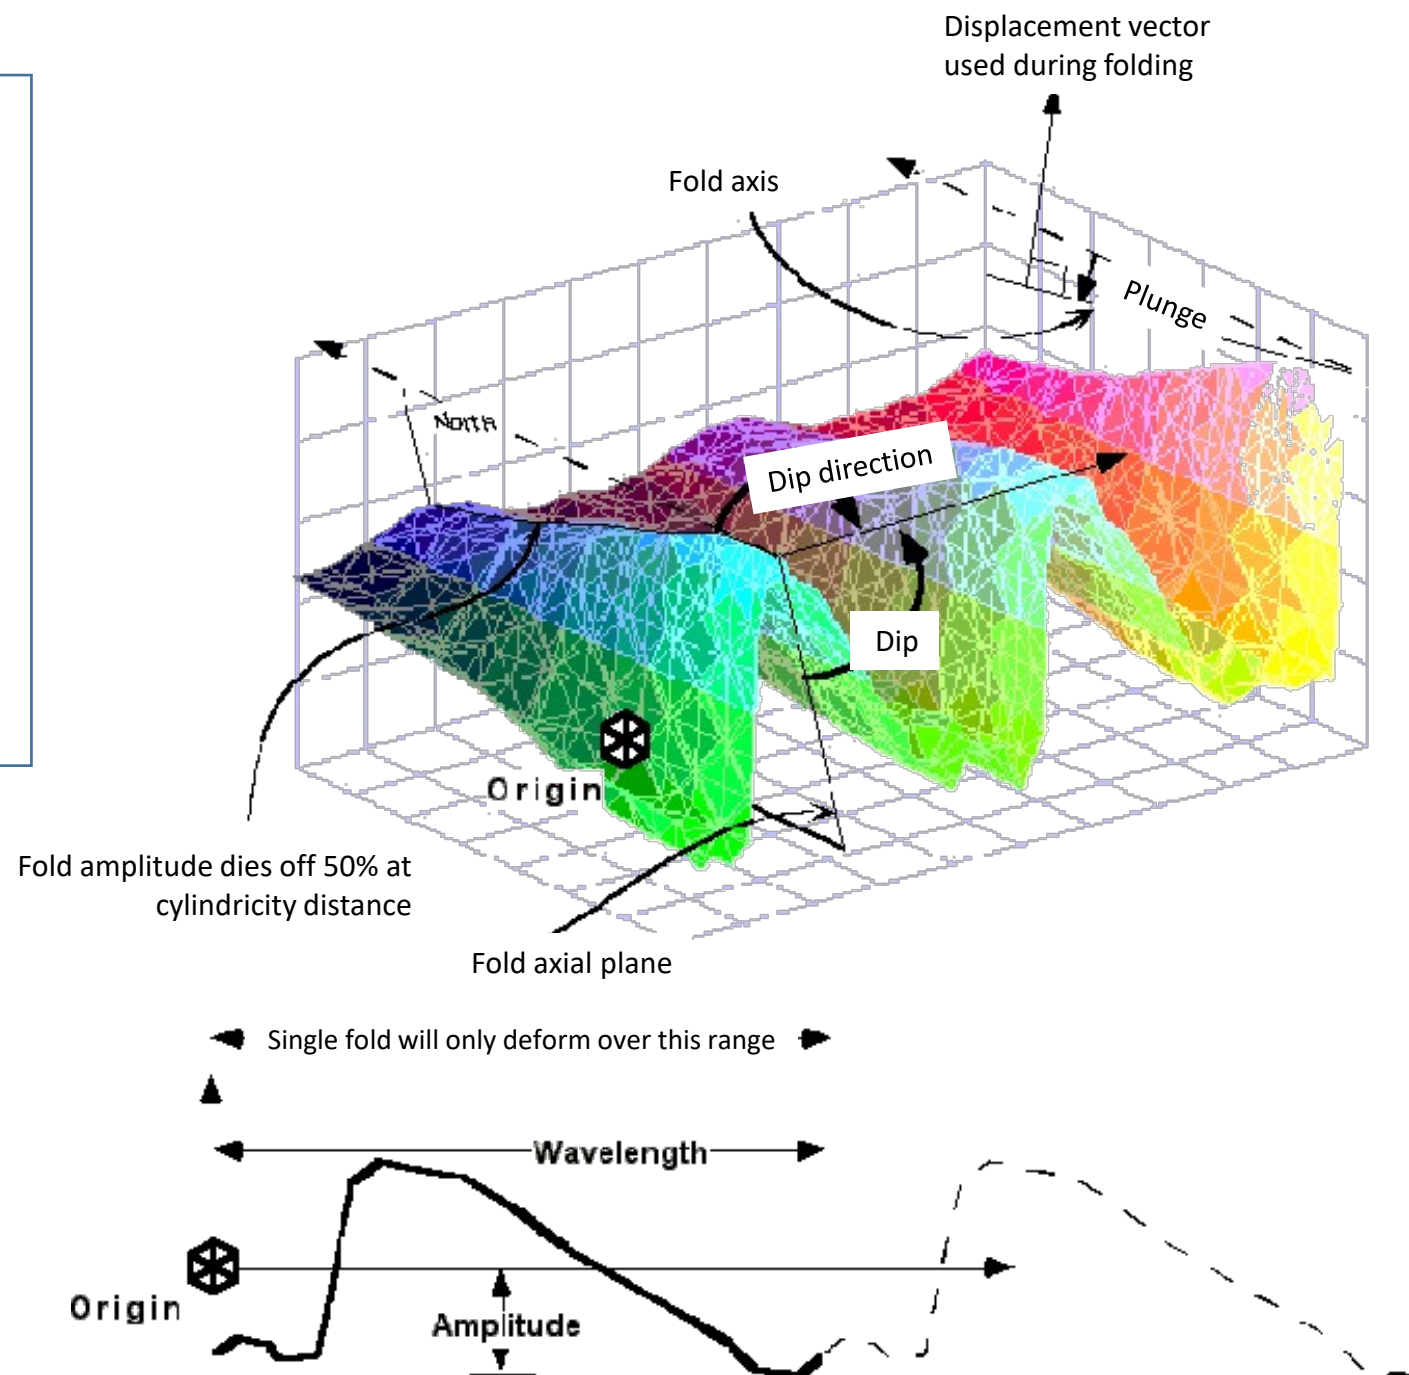 Displacement vector
used during folding
Fold axis
Plunge
North
Dip direction
Dip
Origin
Fold amplitude dies off 50% at
cylindricity distance
Fold axial plane
Single fold will only deform over this range
Wavelength
Origin
Amplitude